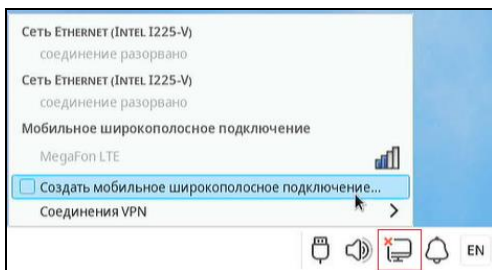 Сеть Ethernet (Intel I225-V)
соединение разорвано
Сеть Ethernet (Intel I225-V)
соединение разорвано
Мобильное широкополосное подключение
MegaFon LTE
Создать мобильное широкополосное подключение...
Соединения VPN
EN